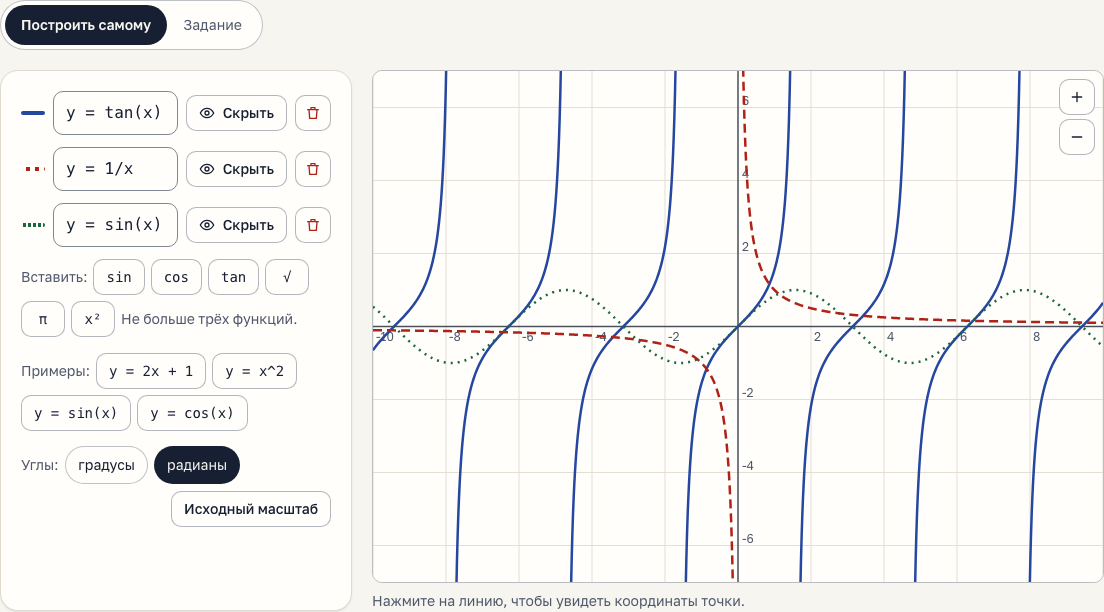 Построить самому Задание
y = tan(x) Скрыть
y = 1/x Скрыть
y = sin(x) Скрыть
Вставить: sin cos tan √
π x² Не больше трёх функций.
Примеры: y = 2x + 1 y = x^2
y = sin(x) y = cos(x)
Углы: градусы радианы
Исходный масштаб
+
−
6
4
2
-10 -8 -6 -4 -2 2 4 6 8
-2
-4
-6
Нажмите на линию, чтобы увидеть координаты точки.